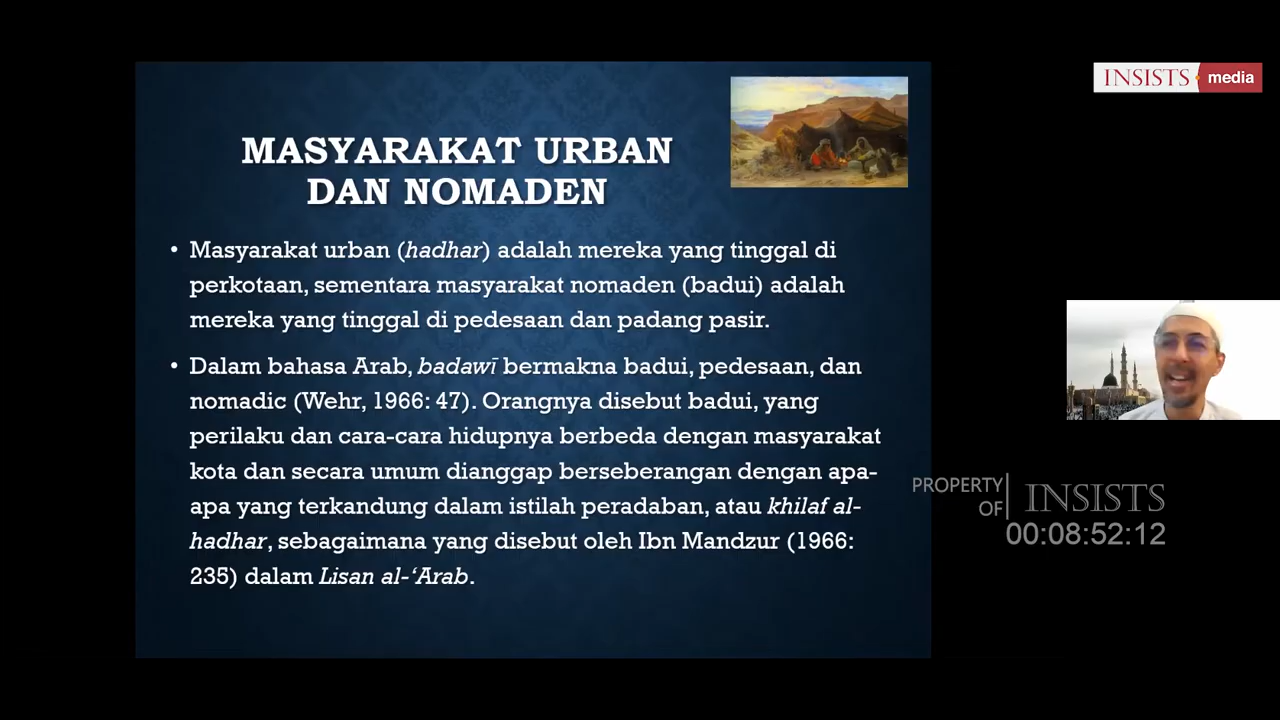 INSISTS media
MASYARAKAT URBAN
DAN NOMADEN
• Masyarakat urban (hadhar) adalah mereka yang tinggal di
perkotaan, sementara masyarakat nomaden (badui) adalah
mereka yang tinggal di pedesaan dan padang pasir.
• Dalam bahasa Arab, badawī bermakna badui, pedesaan, dan
nomadic (Wehr, 1966: 47). Orangnya disebut badui, yang
perilaku dan cara-cara hidupnya berbeda dengan masyarakat
kota dan secara umum dianggap berseberangan dengan apa-
apa yang terkandung dalam istilah peradaban, atau khilaf al-
hadhar, sebagaimana yang disebut oleh Ibn Mandzur (1966:
235) dalam Lisan al-‘Arab.
PROPERTY
OF
INSISTS
00:08:52:12